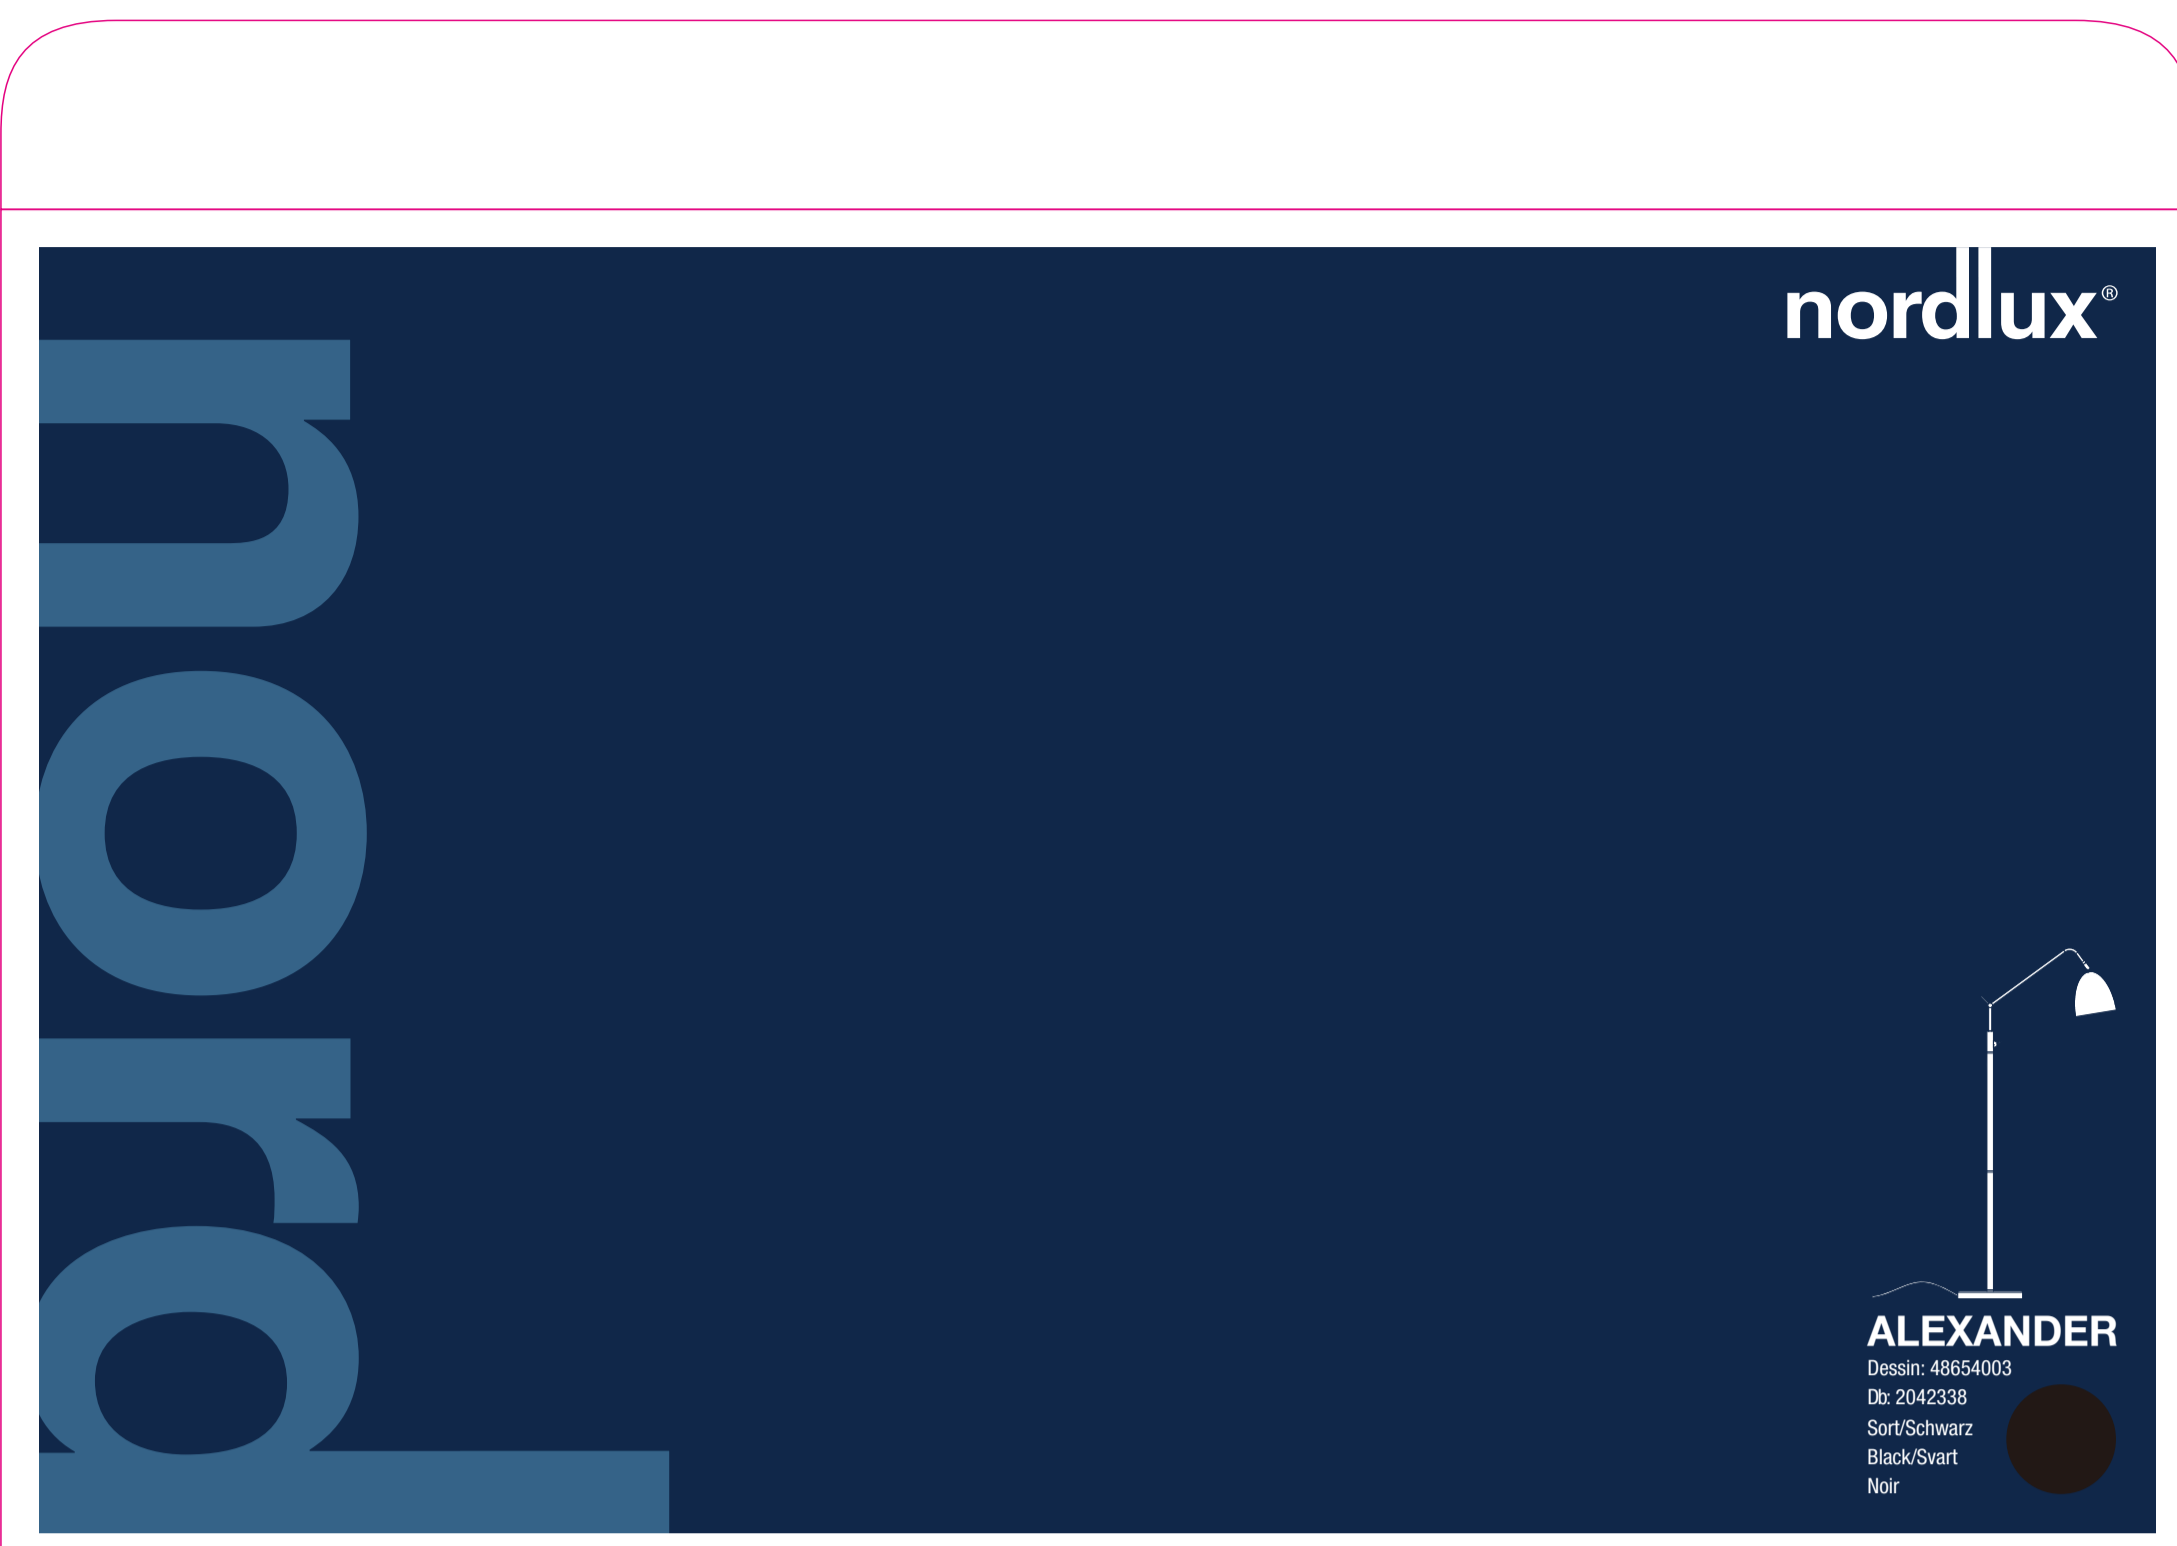 nord
nordlux®
ALEXANDER
Dessin: 48654003
Db: 2042338
Sort/Schwarz
Black/Svart
Noir